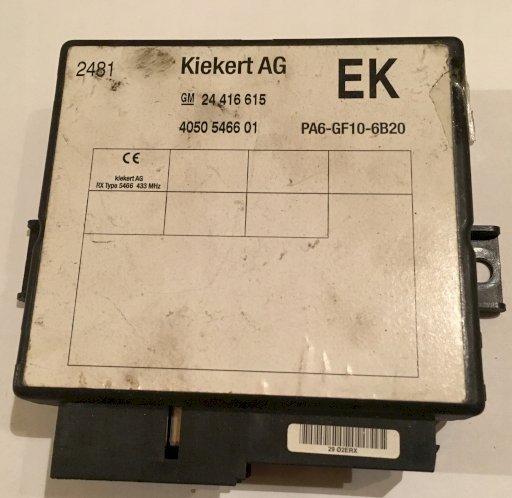 2481 Kiekert AG EK
GM 24 416 615
4050 5466 01 PA6-GF10-6B20
CE
kiekert AG
RX Type 5466 433 MHz
29 O2ERX